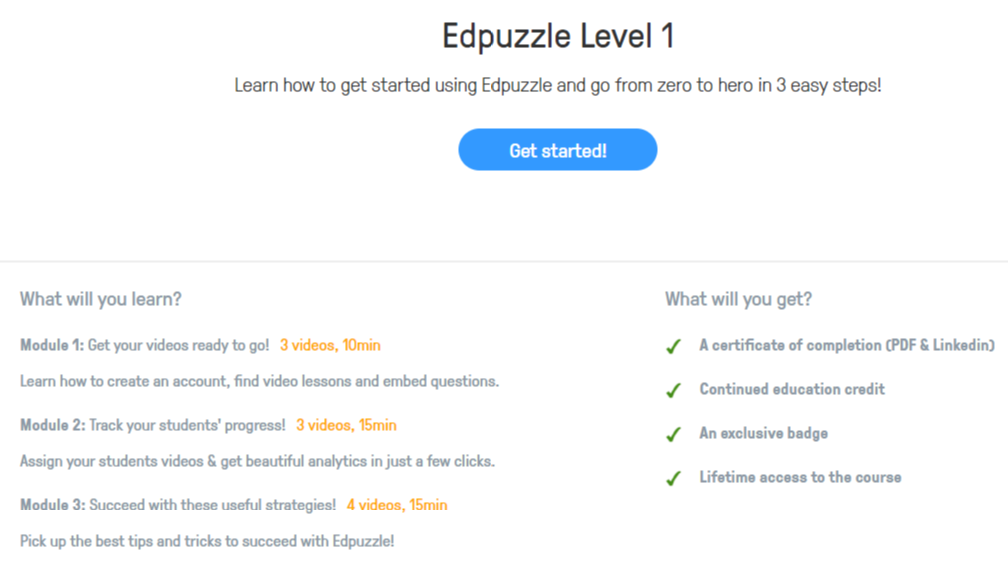 Edpuzzle Level 1
Learn how to get started using Edpuzzle and go from zero to hero in 3 easy steps!
Get started!
What will you learn?
Module 1: Get your videos ready to go! 3 videos, 10min
Learn how to create an account, find video lessons and embed questions.
Module 2: Track your students' progress! 3 videos, 15min
Assign your students videos & get beautiful analytics in just a few clicks.
Module 3: Succeed with these useful strategies! 4 videos, 15min
Pick up the best tips and tricks to succeed with Edpuzzle!
What will you get?
A certificate of completion (PDF & Linkedin)
Continued education credit
An exclusive badge
Lifetime access to the course